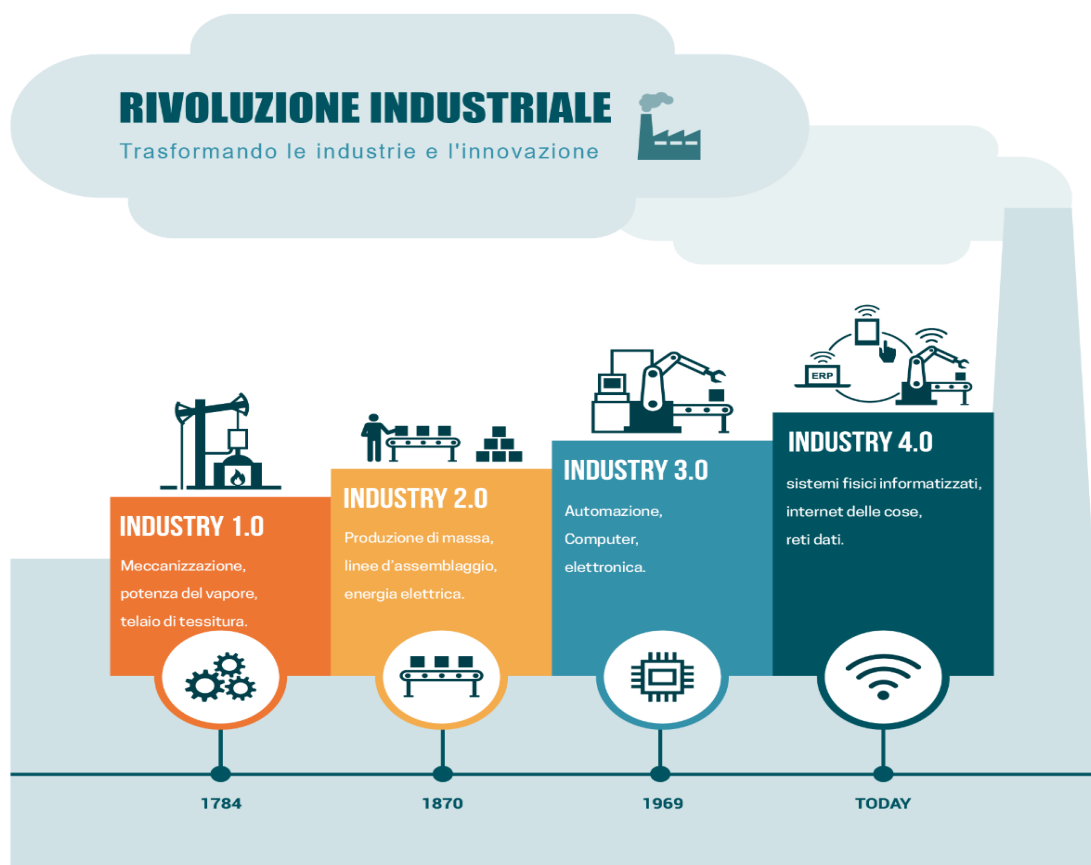 RIVOLUZIONE INDUSTRIALE
Trasformando le industrie e l'innovazione
INDUSTRY 1.0
Meccanizzazione,
potenza del vapore,
telaio di tessitura.
1784
INDUSTRY 2.0
Produzione di massa,
linee d'assemblaggio,
energia elettrica.
1870
INDUSTRY 3.0
Automazione,
Computer,
elettronica.
1969
ERP
INDUSTRY 4.0
sistemi fisici informatizzati,
internet delle cose,
reti dati.
TODAY